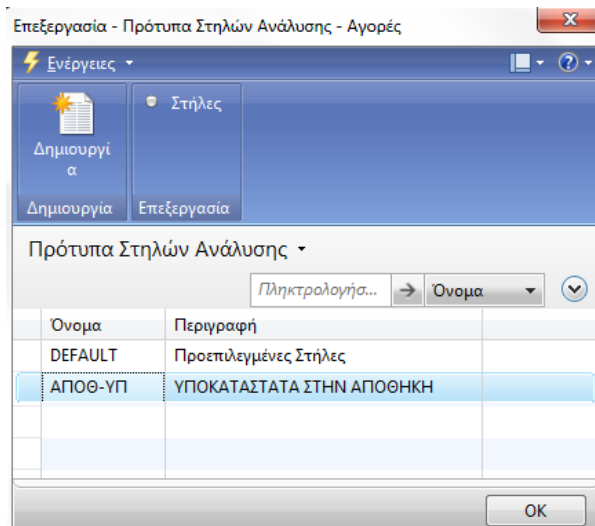 Επεξεργασία - Πρότυπα Στηλών Ανάλυσης - Αγορές
Ενέργειες
Στήλες
Δημιουργί
α
Δημιουργία
Επεξεργασία
Πρότυπα Στηλών Ανάλυσης
Πληκτρολογήσ...
Όνομα
Όνομα Περιγραφή
DEFAULT Προεπιλεγμένες Στήλες
ΑΠΟΘ-ΥΠ ΥΠΟΚΑΤΑΣΤΑΤΑ ΣΤΗΝ ΑΠΟΘΗΚΗ
OK